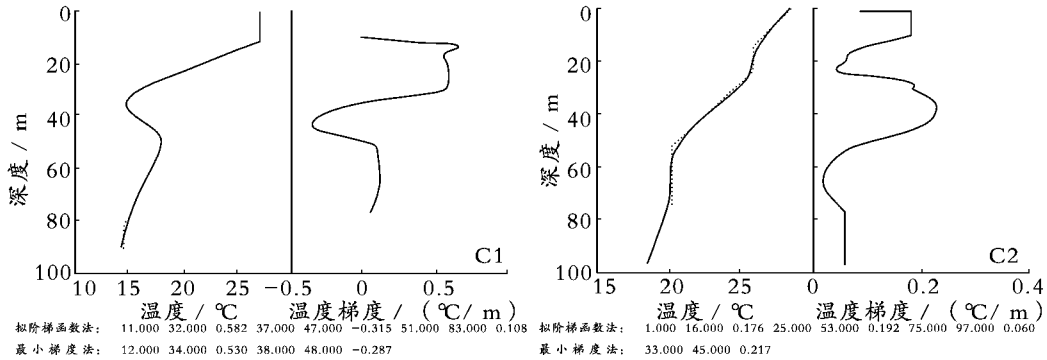 0
20
40
60
80
100
深度 / m
10 15 20 25 −0.5 0 0.5 1
温度 / ℃ 温度梯度 / (℃/ m)
C1
拟阶梯函数法: 11.000 32.000 0.582 37.000 47.000 −0.315 51.000 83.000 0.108
最小梯度法: 12.000 34.000 0.530 38.000 48.000 −0.287
0
20
40
60
80
100
深度 / m
20 25 0 0.2 0.4
温度 / ℃ 温度梯度 / (℃/ m)
C2
拟阶梯函数法: 1.000 16.000 0.176 25.000 53.000 0.192 75.000 97.000 0.060
最小梯度法: 33.000 45.000 0.217